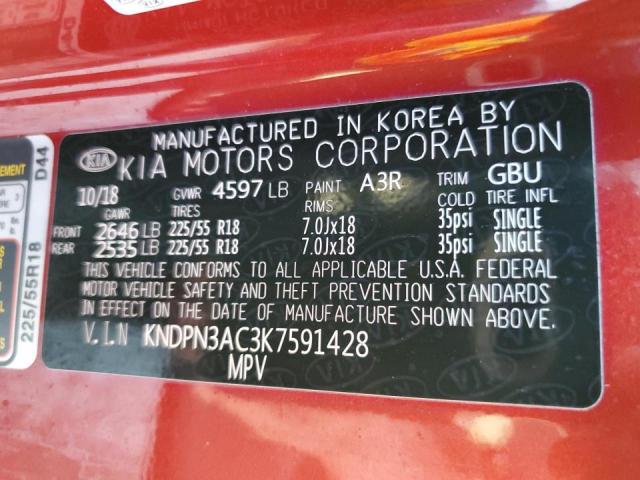 MANUFACTURED IN KOREA BY
KIA KIA MOTORS CORPORATION
10/18 GVWR 4597 LB PAINT A3R TRIM GBU
GAWR TIRES RIMS COLD TIRE INFL
FRONT 2646 LB 225/55 R18 7.0Jx18 35psi SINGLE
REAR 2535 LB 225/55 R18 7.0Jx18 35psi SINGLE
THIS VEHICLE CONFORMS TO ALL APPLICABLE U.S.A. FEDERAL
MOTOR VEHICLE SAFETY AND THEFT PREVENTION STANDARDS
IN EFFECT ON THE DATE OF MANUFACTURE SHOWN ABOVE.
V.I.N KNDPN3AC3K7591428
MPV
D44
225/55R18